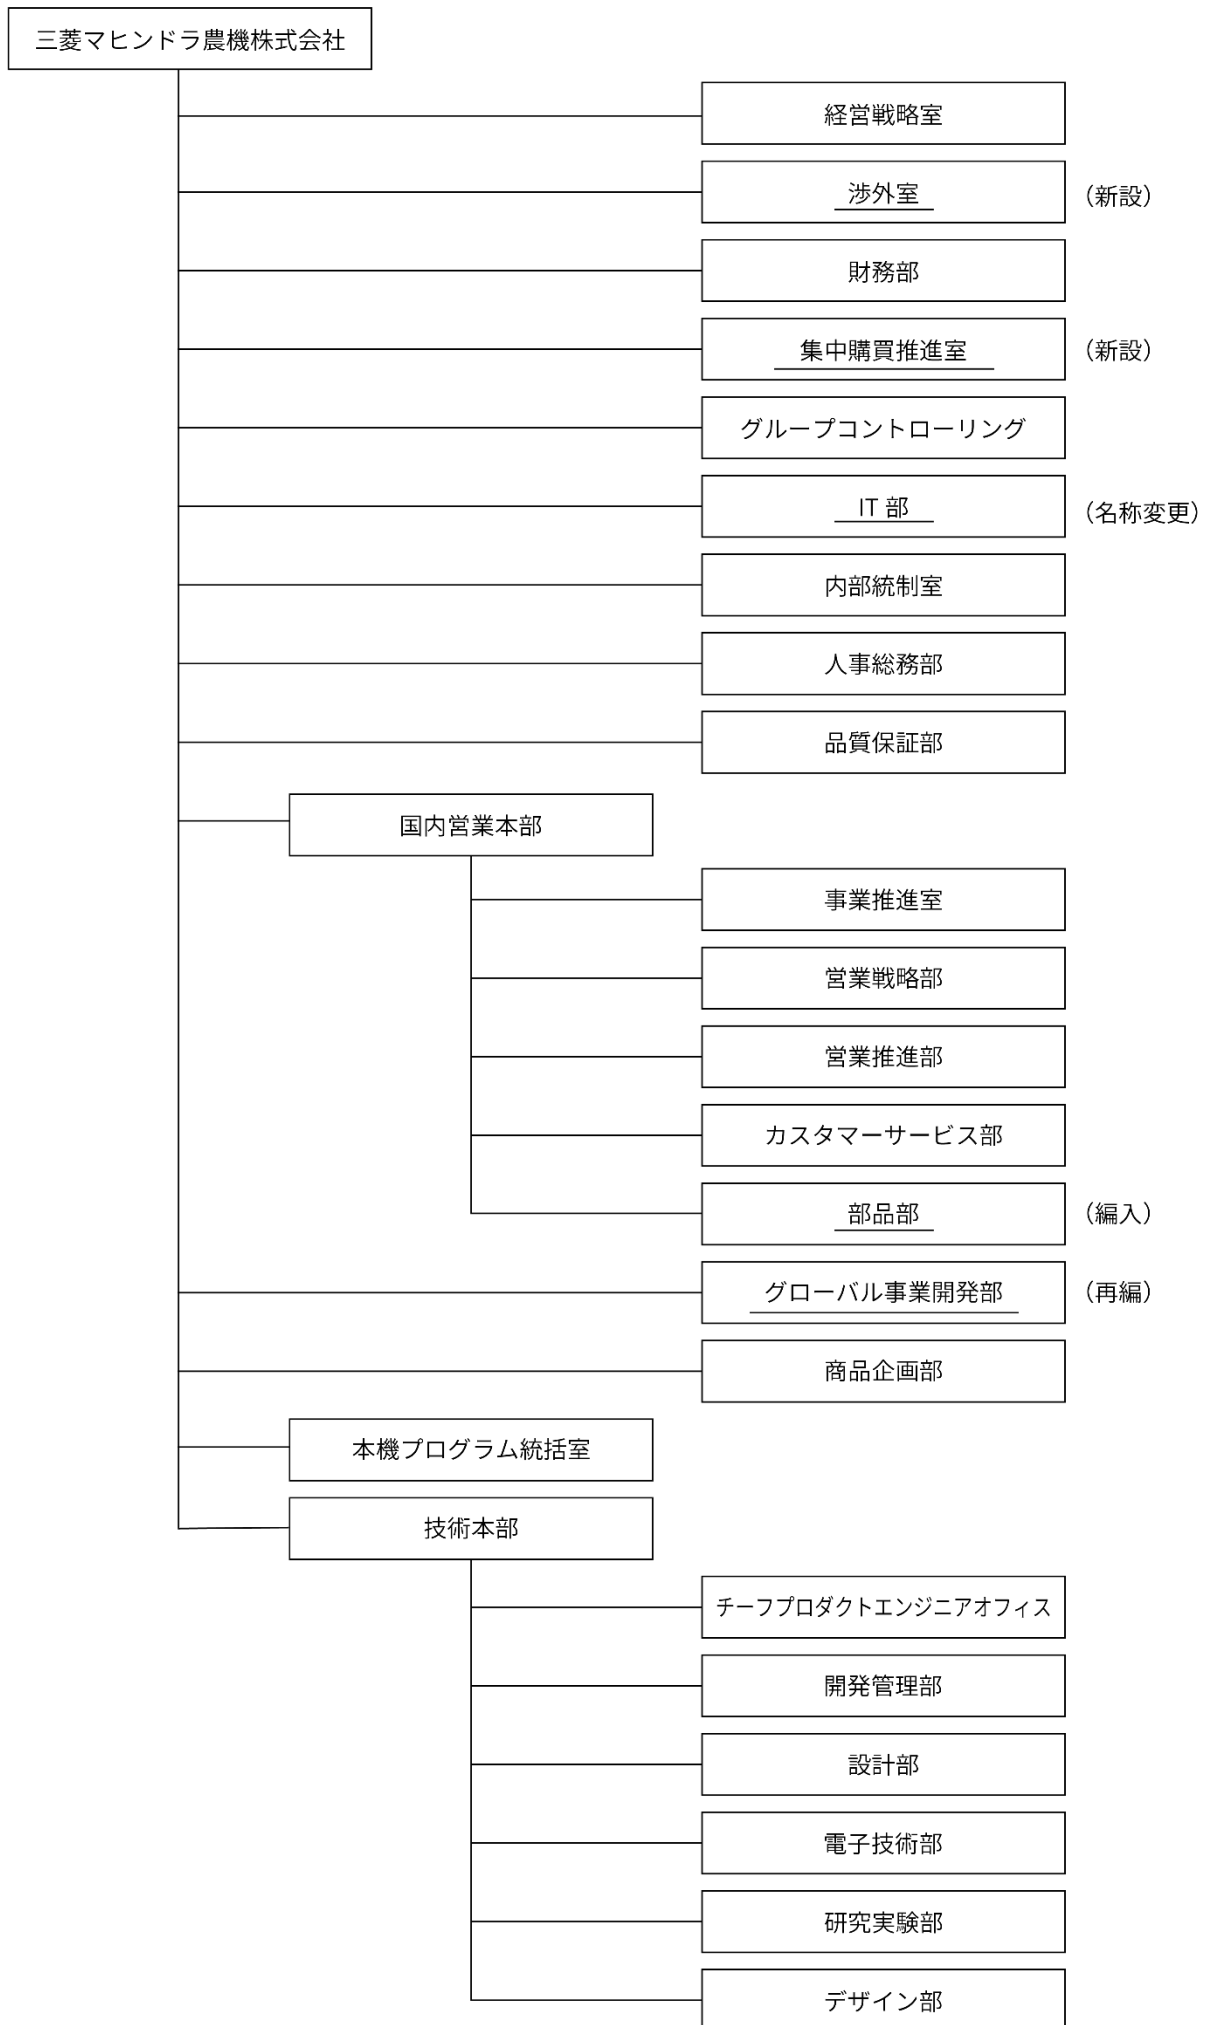 三菱マヒンドラ農機株式会社
経営戦略室
渉外室 （新設）
財務部
集中購買推進室 （新設）
グループコントローリング
IT 部 （名称変更）
内部統制室
人事総務部
品質保証部
国内営業本部
事業推進室
営業戦略部
営業推進部
カスタマーサービス部
部品部 （編入）
グローバル事業開発部 （再編）
商品企画部
本機プログラム統括室
技術本部
チーフプロダクトエンジニアオフィス
開発管理部
設計部
電子技術部
研究実験部
デザイン部